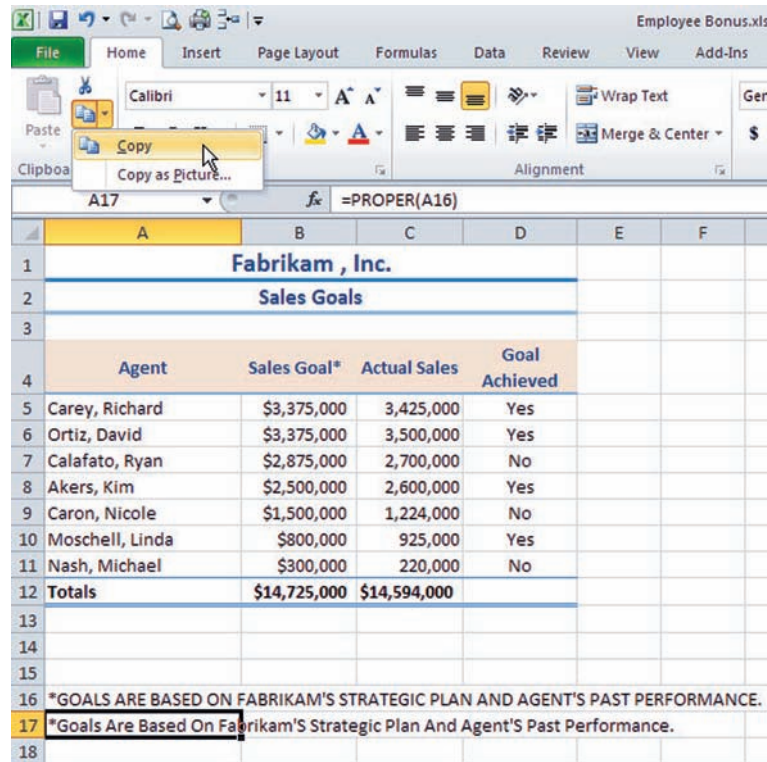 Employee Bonus.xls
File Home Insert Page Layout Formulas Data Review View Add-Ins
Calibri 11 A A Wrap Text Gen
Paste Merge & Center $
Copy
Copy as Picture...
Clipboa Alignment
A17 fx =PROPER(A16)
A B C D E F
1 Fabrikam , Inc.
2 Sales Goals
3
4 Agent Sales Goal* Actual Sales Goal Achieved
5 Carey, Richard $3,375,000 3,425,000 Yes
6 Ortiz, David $3,375,000 3,500,000 Yes
7 Calafato, Ryan $2,875,000 2,700,000 No
8 Akers, Kim $2,500,000 2,600,000 Yes
9 Caron, Nicole $1,500,000 1,224,000 No
10 Moschell, Linda $800,000 925,000 Yes
11 Nash, Michael $300,000 220,000 No
12 Totals $14,725,000 $14,594,000
13
14
15
16 *GOALS ARE BASED ON FABRIKAM'S STRATEGIC PLAN AND AGENT'S PAST PERFORMANCE.
17 *Goals Are Based On Fabrikam'S Strategic Plan And Agent'S Past Performance.
18